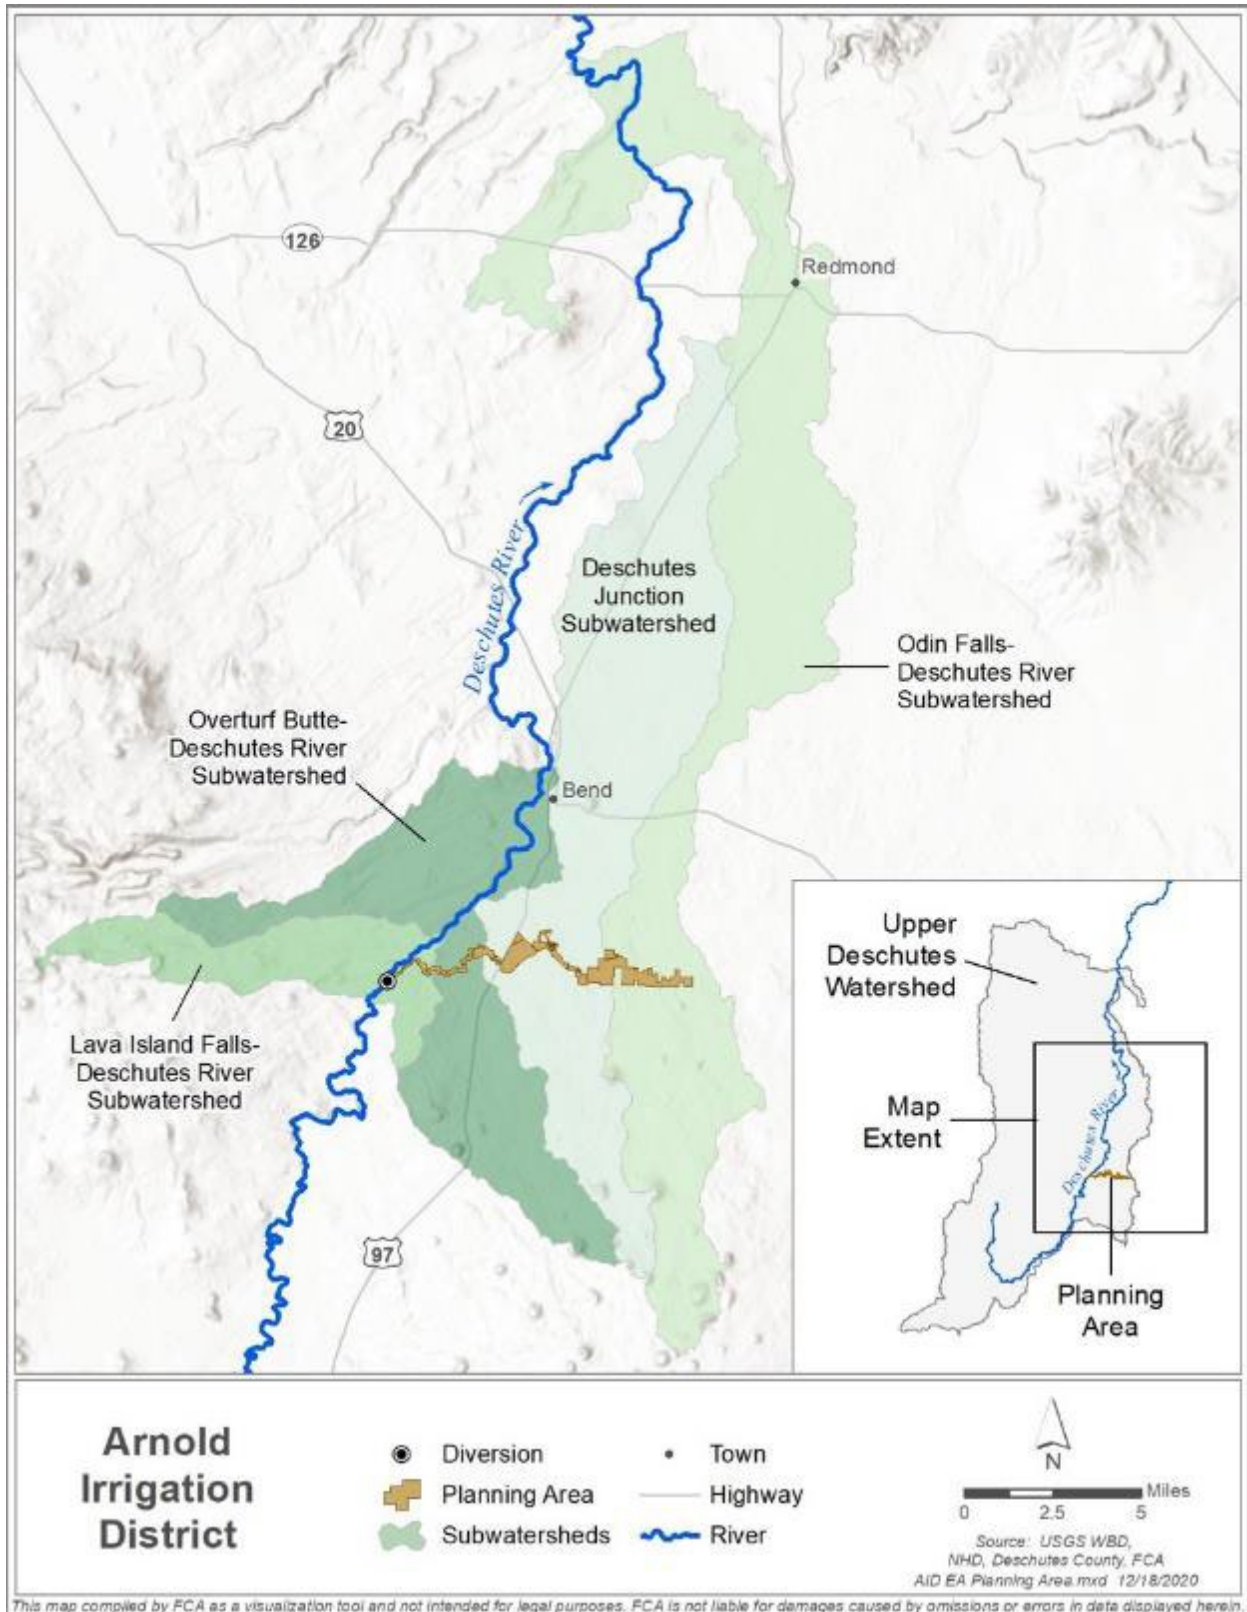 126
Redmond
20
Deschutes River
Deschutes
Junction
Subwatershed
Odin Falls-
Deschutes River
Subwatershed
Overturf Butte-
Deschutes River
Subwatershed
Bend
Lava Island Falls-
Deschutes River
Subwatershed
97
Upper
Deschutes
Watershed
Map
Extent
Deschutes River
Planning
Area
Arnold
Irrigation
District
Diversion
Planning Area
Subwatersheds
Town
Highway
River
N
Miles
0 2.5 5
Source: USGS WBD,
NHD, Deschutes County, FCA
AID EA Planning Area.mxd 12/18/2020
This map compiled by FCA as a visualization tool and not intended for legal purposes. FCA is not liable for damages caused by omissions or errors in data displayed herein.